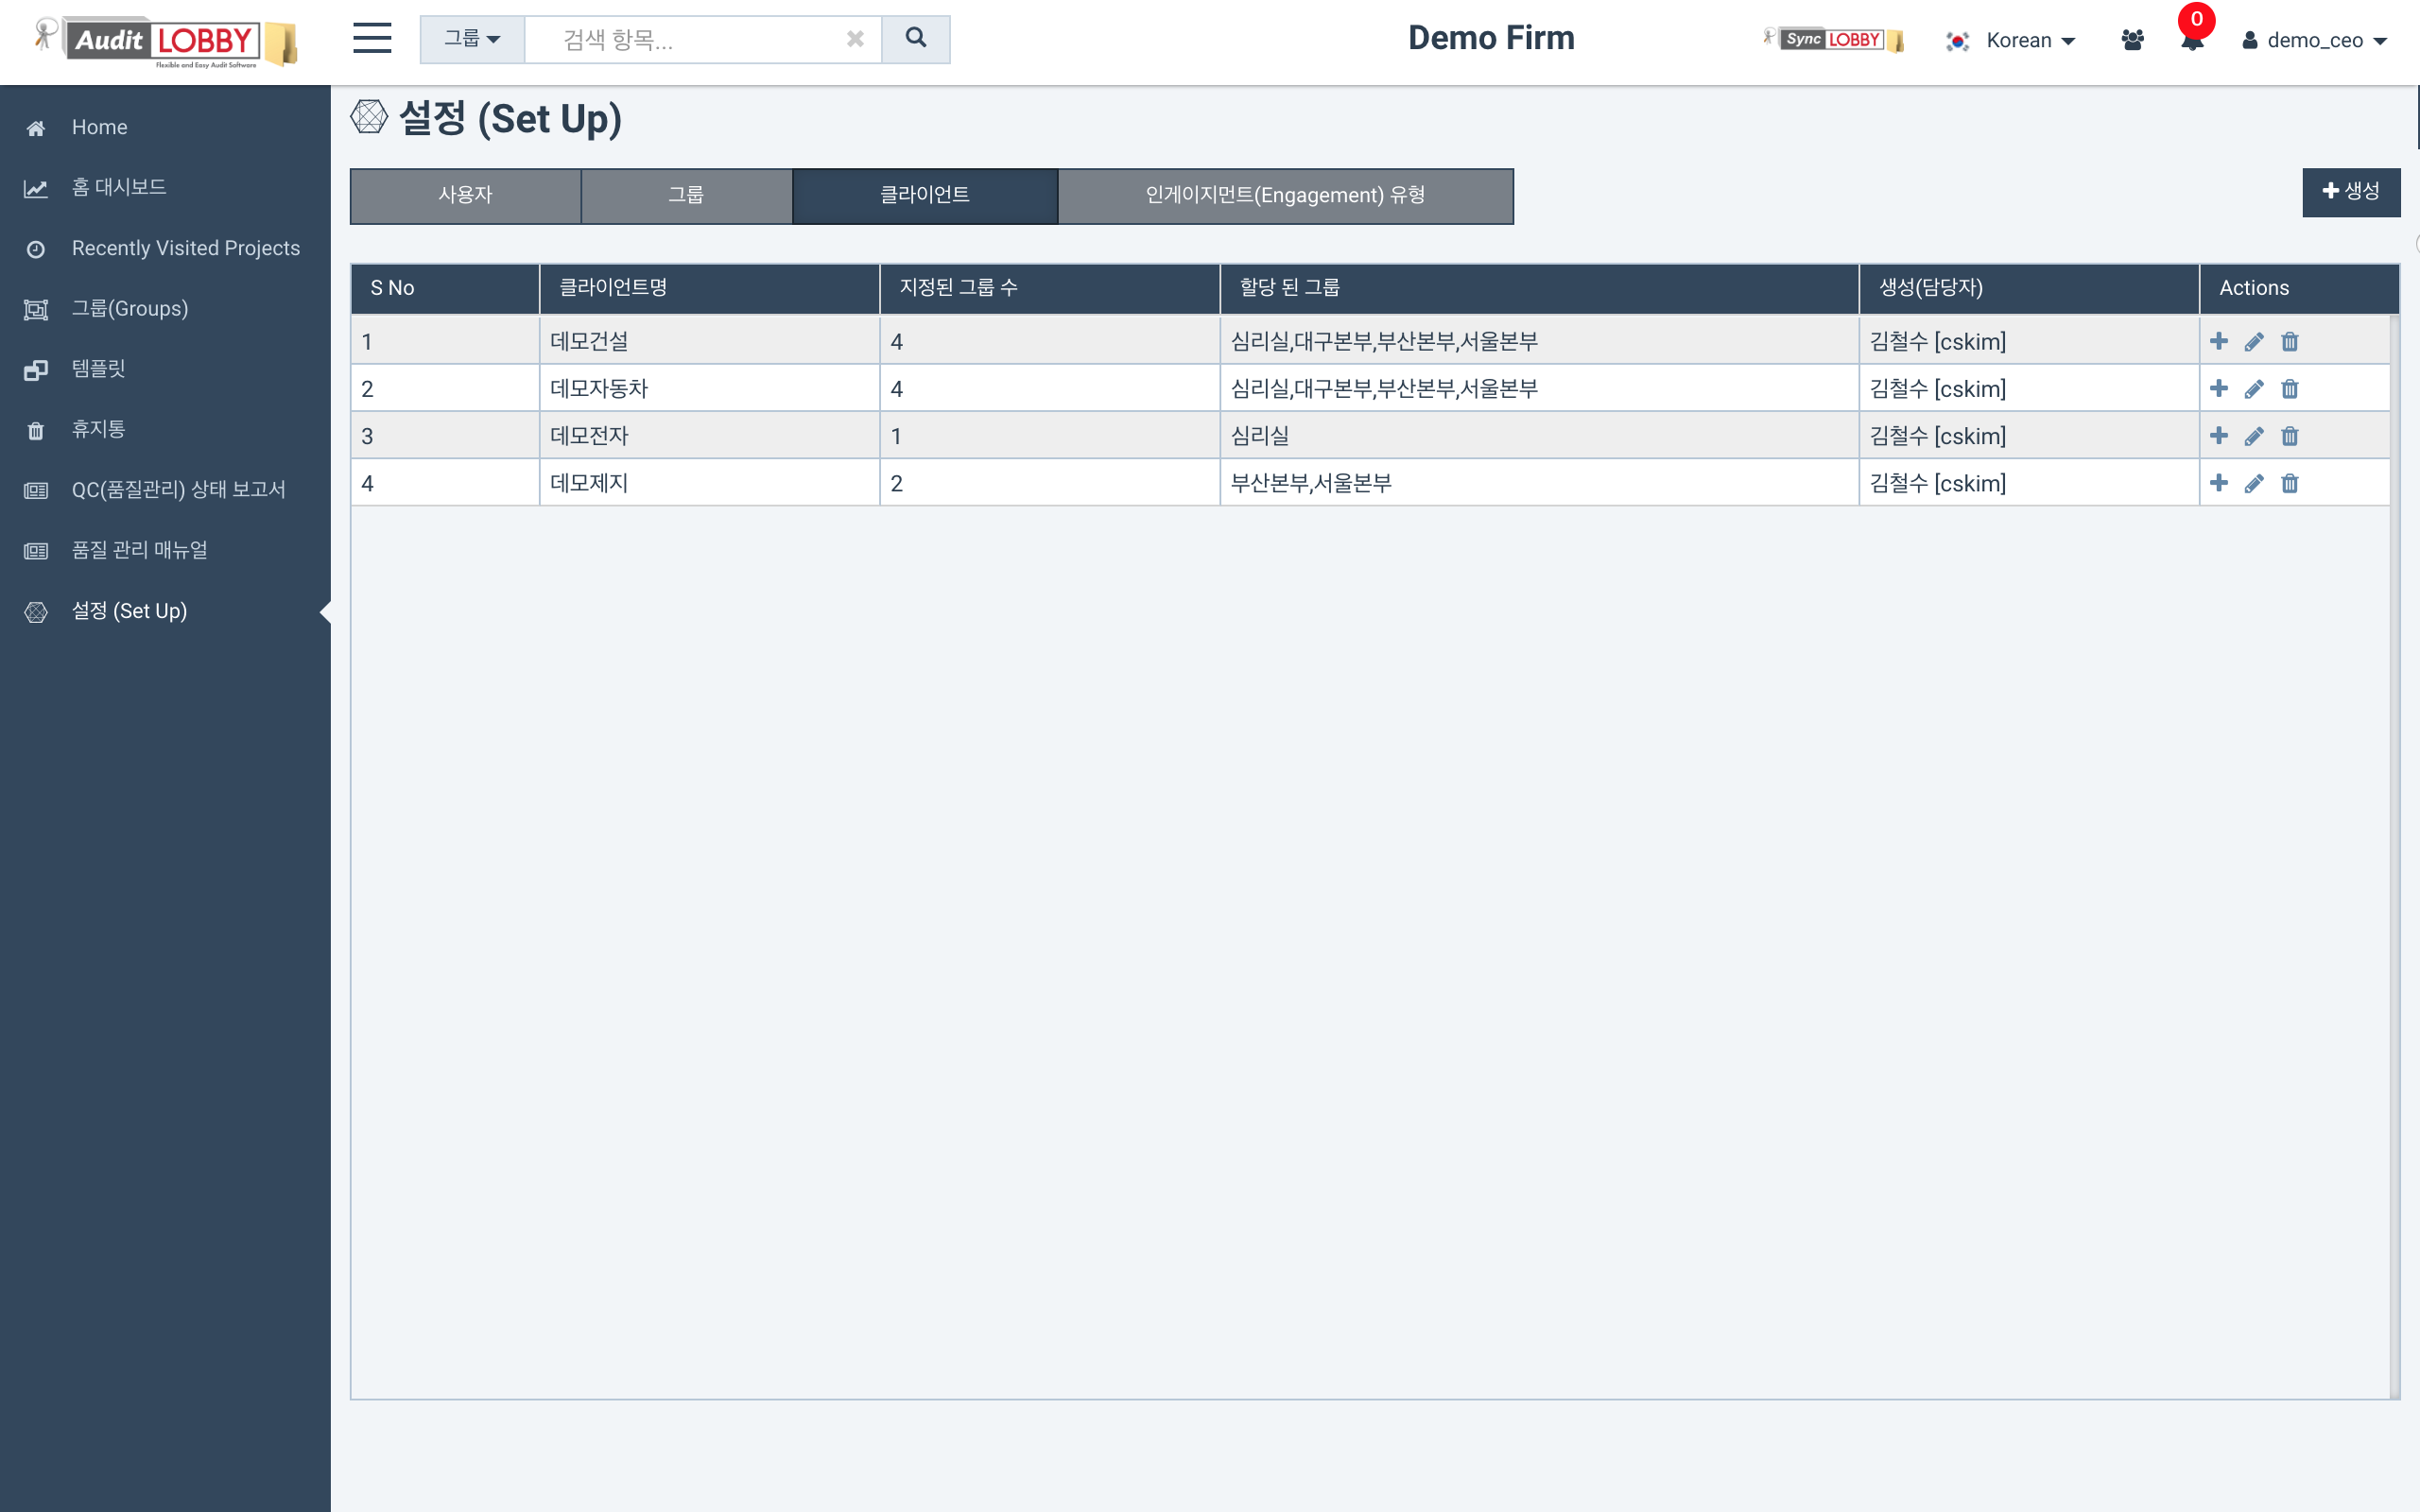 Audit LOBBY
Flexible and Easy Audit Software
그룹
검색 항목...
Demo Firm
Sync LOBBY
Korean
0
demo_ceo
Home
홈 대시보드
Recently Visited Projects
그룹(Groups)
템플릿
휴지통
QC(품질관리) 상태 보고서
품질 관리 매뉴얼
설정 (Set Up)
설정 (Set Up)
사용자 그룹 클라이언트 인게이지먼트(Engagement) 유형
생성
S No 클라이언트명 지정된 그룹 수 할당 된 그룹 생성(담당자) Actions
1 데모건설 4 심리실,대구본부,부산본부,서울본부 김철수 [cskim]
2 데모자동차 4 심리실,대구본부,부산본부,서울본부 김철수 [cskim]
3 데모전자 1 심리실 김철수 [cskim]
4 데모제지 2 부산본부,서울본부 김철수 [cskim]